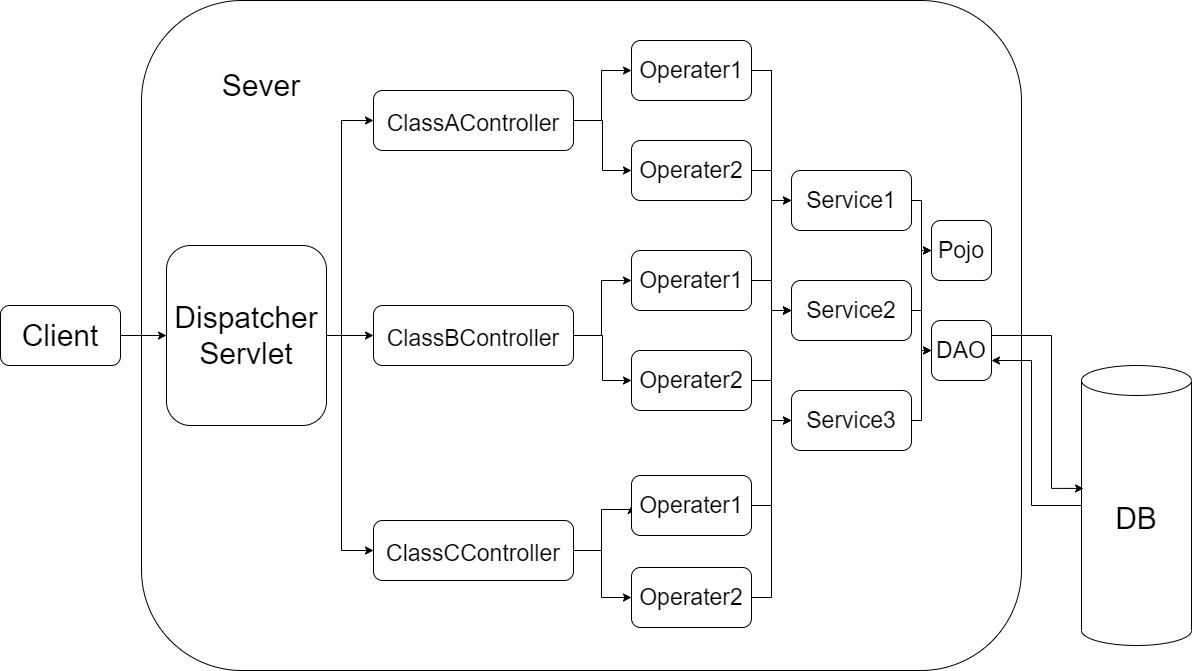 Sever
Client
Dispatcher
Servlet
ClassAController
Operater1
Operater2
ClassBController
Operater1
Operater2
ClassCController
Operater1
Operater2
Service1
Service2
Service3
Pojo
DAO
DB